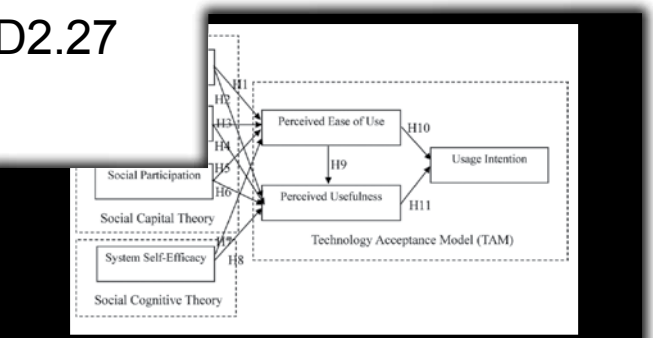 D2.27
H1
H2
Perceived Ease of Use
H10
H3
H4
Usage Intention
H9
H5
Social Participation
H6
Perceived Usefulness
H11
Social Capital Theory
Technology Acceptance Model (TAM)
H7
System Self-Efficacy
H8
Social Cognitive Theory